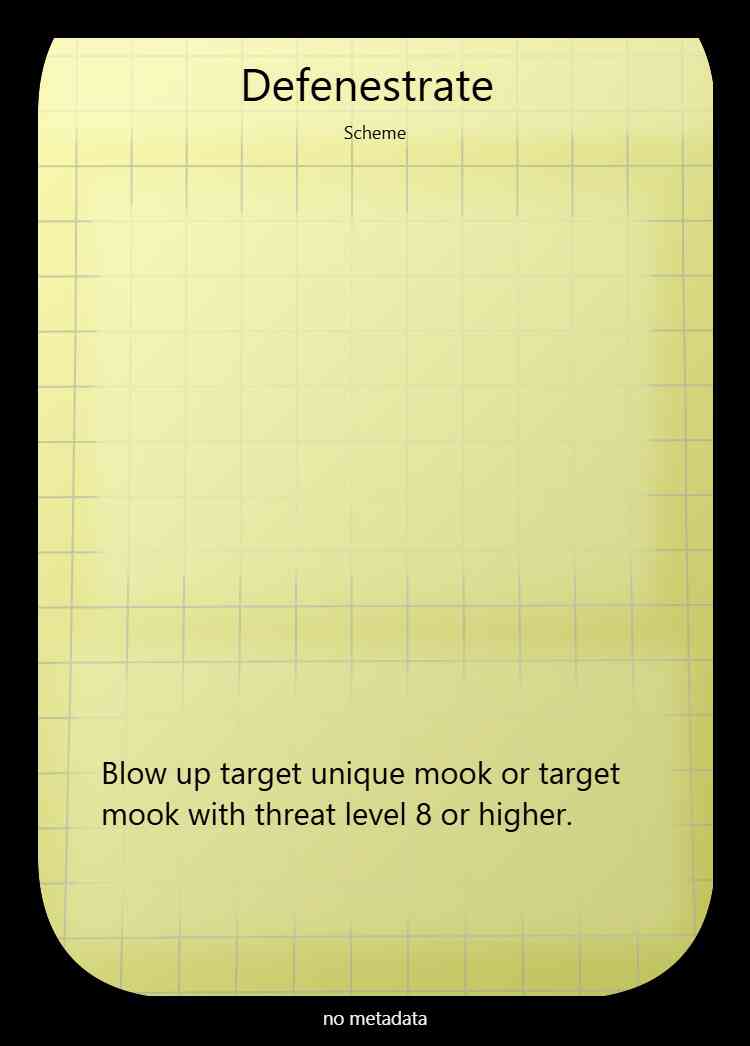 Defenestrate
Scheme
Blow up target unique mook or target
mook with threat level 8 or higher.
no metadata